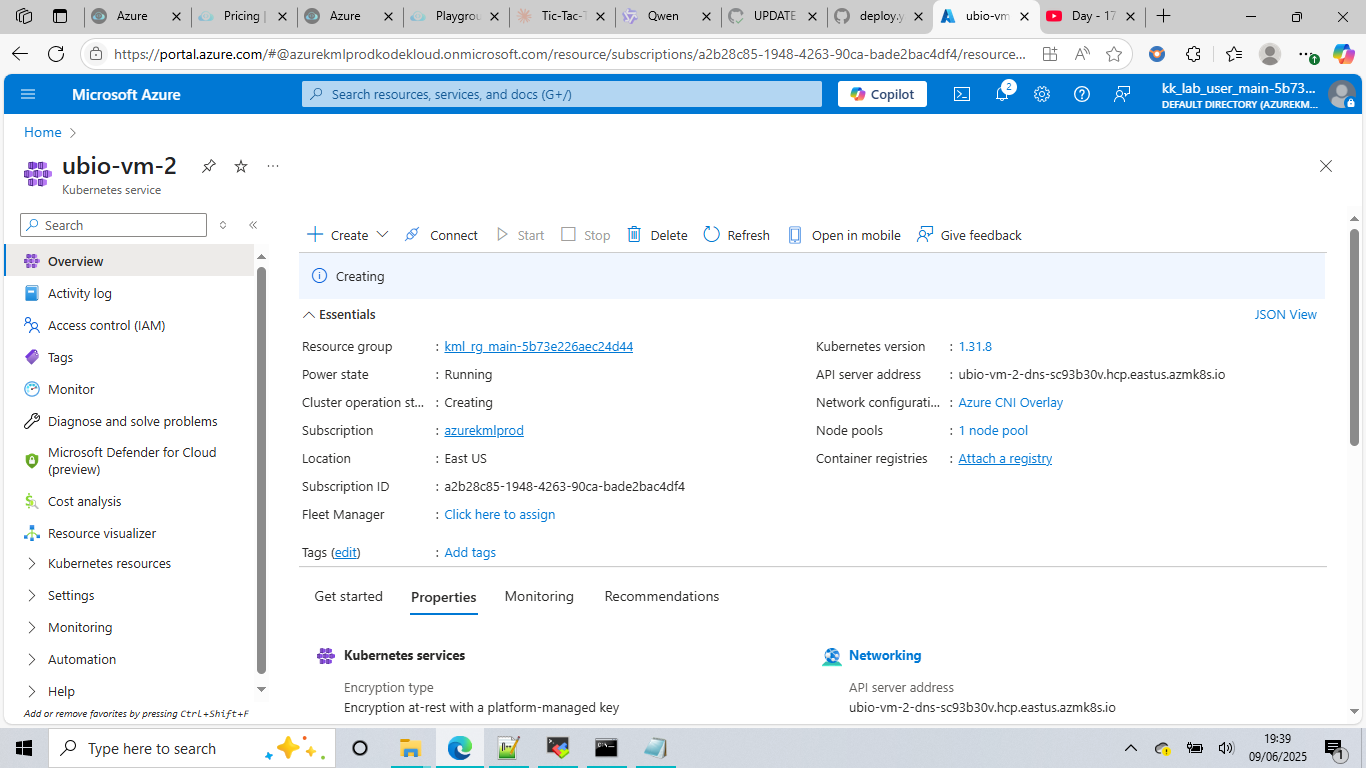 Azure
Pricing |
Azure
Playgrou
Tic-Tac-T
Qwen
UPDATE
deploy.y
ubio-vm
Day - 17
https://portal.azure.com/#@azurekmlprodkodekloud.onmicrosoft.com/resource/subscriptions/a2b28c85-1948-4263-90ca-bade2bac4df4/resource...
Microsoft Azure
Search resources, services, and docs (G+/)
Copilot
2
kk_lab_user_main-5b73...
DEFAULT DIRECTORY (AZUREKM...
Home
ubio-vm-2
Kubernetes service
Search
Create
Connect
Start
Stop
Delete
Refresh
Open in mobile
Give feedback
Overview
Activity log
Access control (IAM)
Tags
Monitor
Diagnose and solve problems
Microsoft Defender for Cloud
(preview)
Cost analysis
Resource visualizer
Kubernetes resources
Settings
Monitoring
Automation
Help
Add or remove favorites by pressing Ctrl+Shift+F
Creating
Essentials
JSON View
Resource group : kml_rg_main-5b73e226aec24d44
Power state : Running
Cluster operation st... : Creating
Subscription : azurekmlprod
Location : East US
Subscription ID : a2b28c85-1948-4263-90ca-bade2bac4df4
Fleet Manager : Click here to assign
Tags (edit) : Add tags
Kubernetes version : 1.31.8
API server address : ubio-vm-2-dns-sc93b30v.hcp.eastus.azmk8s.io
Network configurati... : Azure CNI Overlay
Node pools : 1 node pool
Container registries : Attach a registry
Get started
Properties
Monitoring
Recommendations
Kubernetes services
Encryption type
Encryption at-rest with a platform-managed key
Networking
API server address
ubio-vm-2-dns-sc93b30v.hcp.eastus.azmk8s.io
Type here to search
19:39
09/06/2025
1